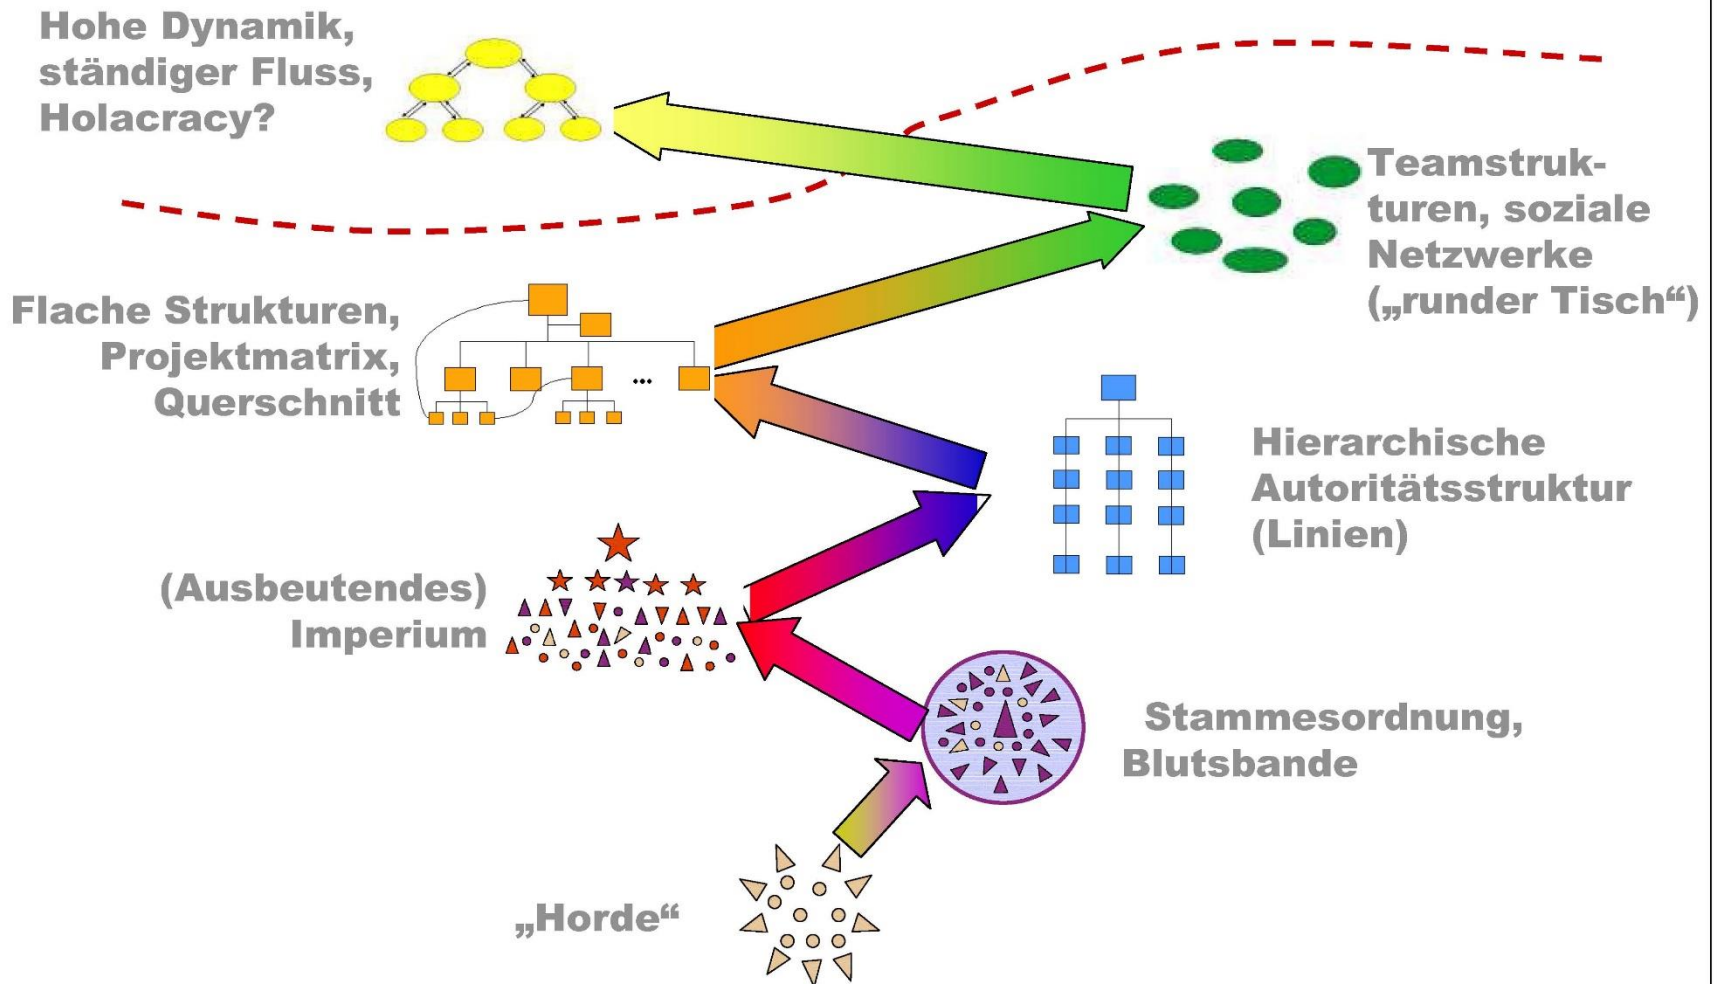 Hohe Dynamik,
ständiger Fluss,
Holacracy?
Teamstruk-
turen, soziale
Netzwerke
(„runder Tisch“)
Flache Strukturen,
Projektmatrix,
Querschnitt
...
Hierarchische
Autoritätsstruktur
(Linien)
(Ausbeutendes)
Imperium
Stammesordnung,
Blutsbande
„Horde“